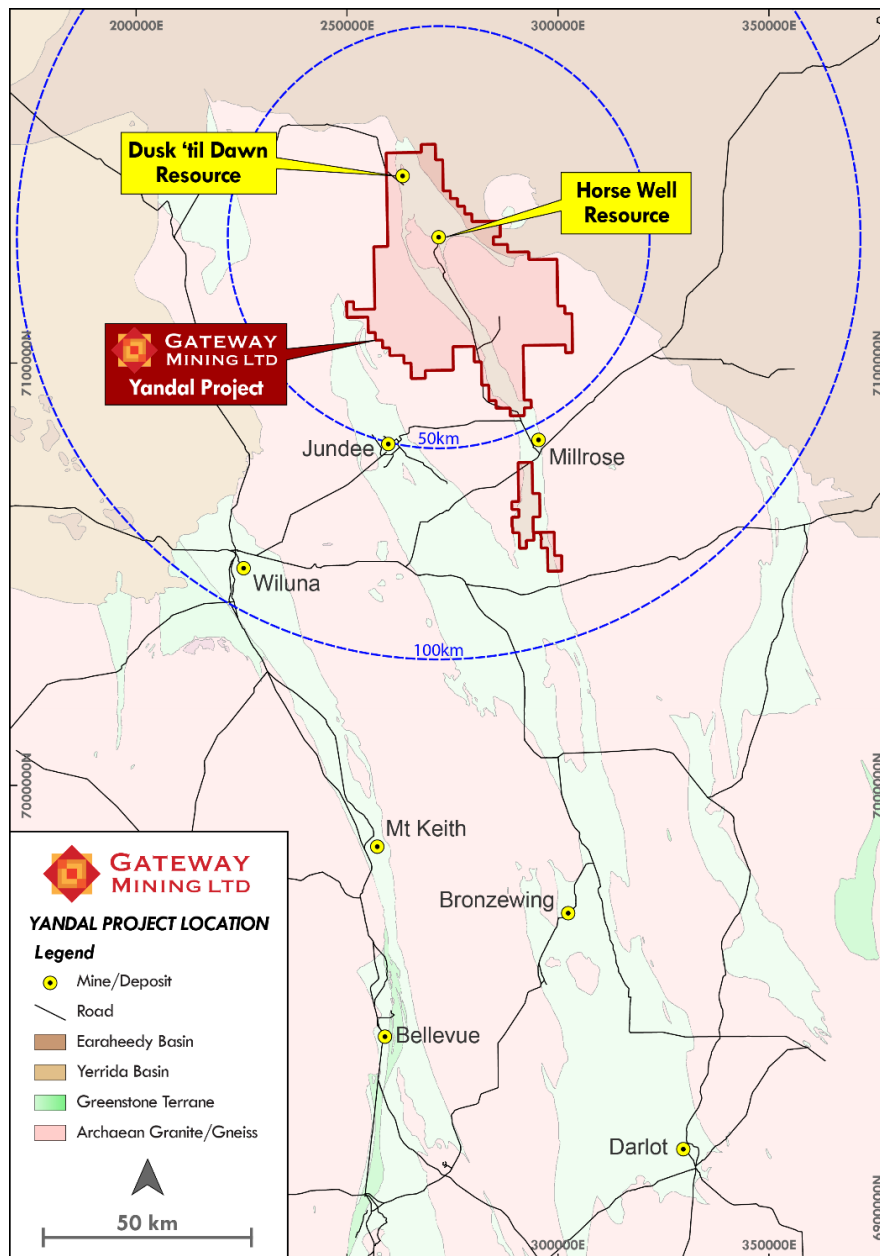 200000E
250000E
300000E
350000E
Dusk ‘til Dawn
Resource
Horse Well
Resource
GATEWAY
MINING LTD
Yandal Project
7100000N
7100000N
50km
Jundee
Millrose
Wiluna
100km
7000000N
7000000N
Mt Keith
Bronzewing
Bellevue
Darlot
GATEWAY
MINING LTD
YANDAL PROJECT LOCATION
Legend
Mine/Deposit
Road
Earaheedy Basin
Yerrida Basin
Greenstone Terrane
Archaean Granite/Gneiss
50 km
300000E
350000E
6800000N